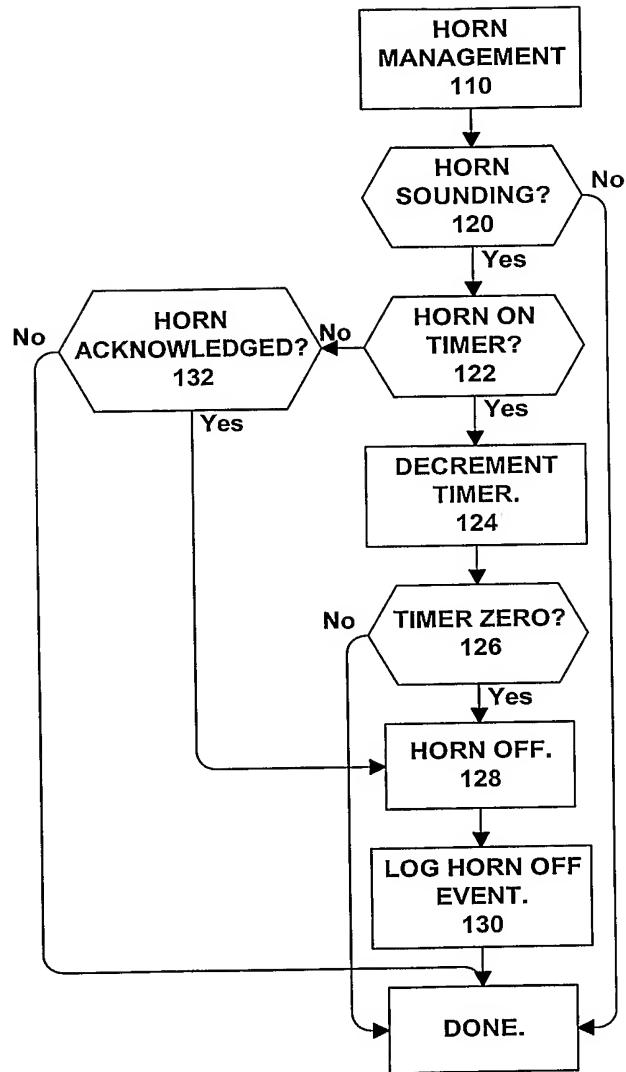 HORN
MANAGEMENT
110
HORN
SOUNDING?
120
No
Yes
HORN ON
TIMER?
122
No
HORN
ACKNOWLEDGED?
132
No
Yes
Yes
DECREMENT
TIMER.
124
TIMER ZERO?
126
No
Yes
HORN OFF.
128
LOG HORN OFF
EVENT.
130
DONE.